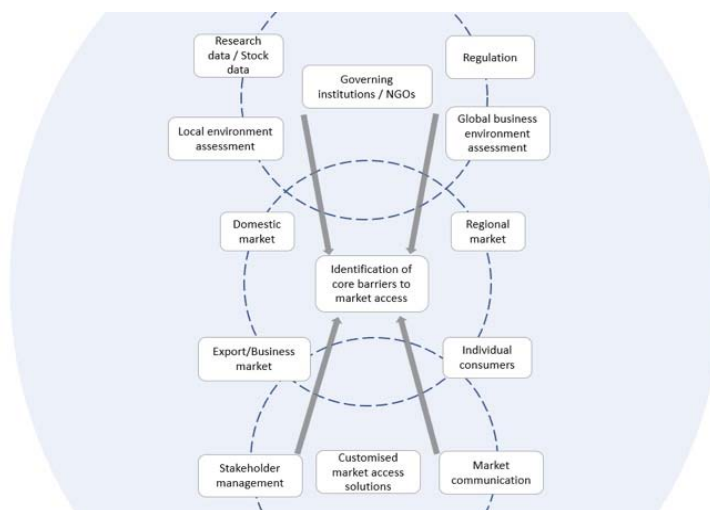 Research
data / Stock
data
Governing
institutions / NGOs
Regulation
Local environment
assessment
Global business
environment
assessment
Domestic
market
Regional
market
Identification of
core barriers to
market access
Export/Business
market
Individual
consumers
Stakeholder
management
Customised
market access
solutions
Market
communication